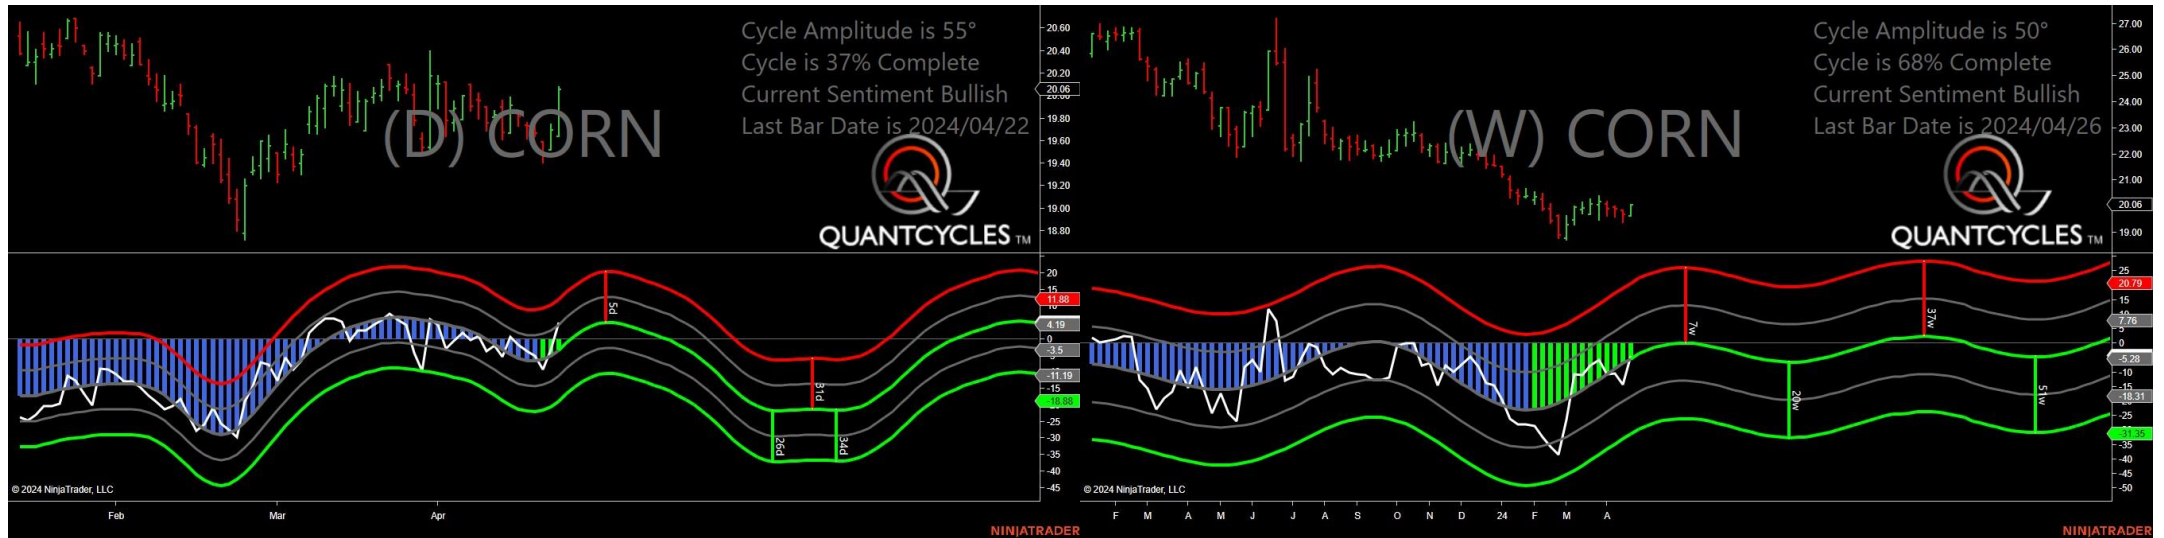 Cycle Amplitude is 55°
Cycle is 37% Complete
Current Sentiment Bullish
Last Bar Date is 2024/04/22
(D) CORN
QUANTCYCLES TM
20.60
20.40
20.20
20.06
20.00
19.80
19.60
19.40
19.20
19.00
18.80
20
15
11.88
10
4.19
0
-3.5
-11.19
-15
-18.88
-25
-30
-35
-40
-45
5d
31d
26d
34d
© 2024 NinjaTrader, LLC
Feb
Mar
Apr
NINJATRADER
Cycle Amplitude is 50°
Cycle is 68% Complete
Current Sentiment Bullish
Last Bar Date is 2024/04/26
(W) CORN
QUANTCYCLES TM
27.00
26.00
25.00
24.00
23.00
22.00
21.00
20.06
19.00
25
20.79
15
10
7.76
5
0
-5.28
-10
-15
-18.31
-25
-31.35
-35
-40
-45
-50
7w
37w
20w
51w
© 2024 NinjaTrader, LLC
F M A M J J A S O N D 24 F M A
NINJATRADER